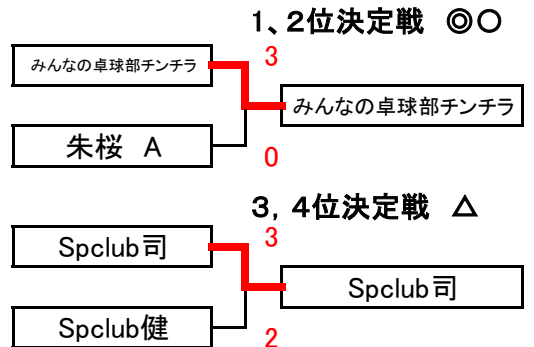 1、2位決定戦　◎○
みんなの卓球部チンチラ
3
みんなの卓球部チンチラ
朱桜　A
0
3，4位決定戦　△
Spclub司
3
Spclub司
Spclub健
2